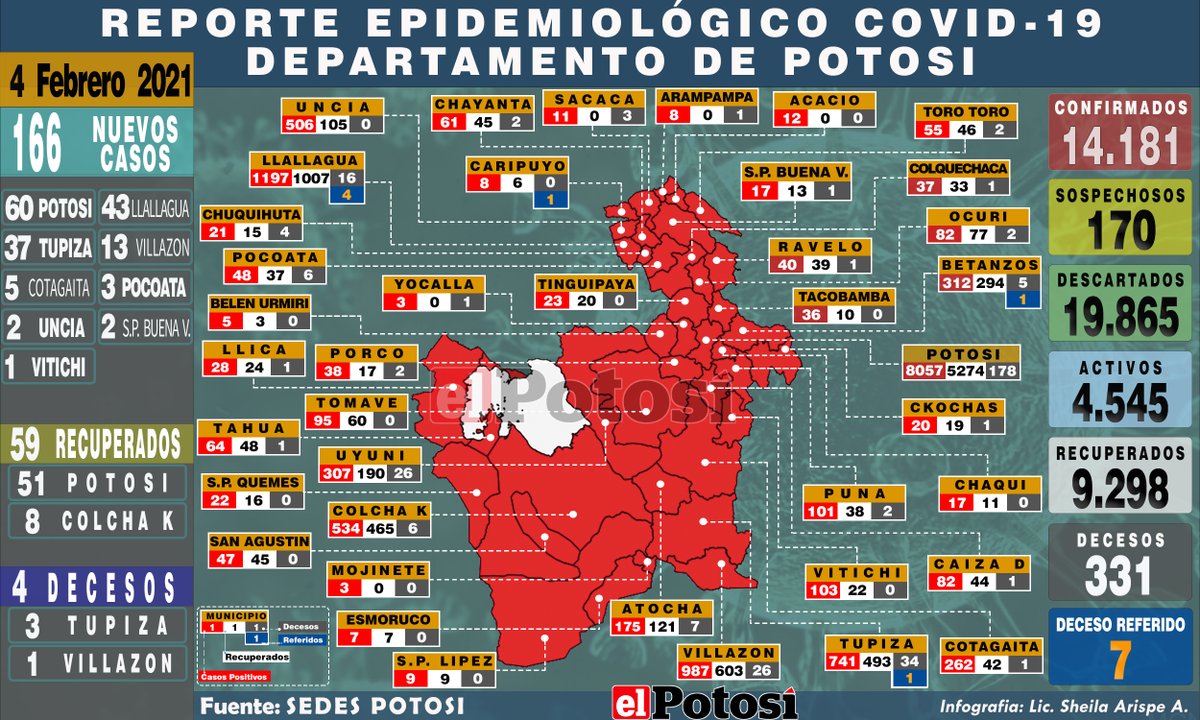 REPORTE EPIDEMIOLÓGICO COVID-19
DEPARTAMENTO DE POTOSI
4 Febrero 2021
166 NUEVOS CASOS
60 POTOSI 43 LLALLAGUA
37 TUPIZA 13 VILLAZON
5 COTAGAITA 3 POCOATA
2 UNCIA 2 S.P. BUENA V.
1 VITICHI
59 RECUPERADOS
51 POTOSI
8 COLCHA K
4 DECESOS
3 TUPIZA
1 VILLAZON
UNCIA
506 105 0
CHAYANTA
61 45 2
SACACA
11 0 3
ARAMPAMPA
8 0 1
ACACIO
12 0 0
TORO TORO
55 46 2
LLALLAGUA
1197 1007 16
4
CARIPUYO
8 6 0
1
S.P. BUENA V.
17 13 1
COLQUECHACA
37 33 1
CHUQUIHUTA
21 15 4
OCURI
82 77 2
POCOATA
48 37 6
RAVELO
40 39 1
YOCALLA
3 0 1
TINGUIPAYA
23 20 0
BETANZOS
312 294 5
1
BELEN URMIRI
5 3 0
TACOBAMBA
36 10 0
LLICA
28 24 1
PORCO
38 17 2
POTOSI
8057 5274 178
el Potosí
TOMAVE
95 60 0
CKOCHAS
20 19 1
TAHUA
64 48 1
UYUNI
307 190 26
S.P. QUEMES
22 16 0
COLCHA K
534 465 6
PUNA
101 38 2
CHAQUI
17 11 0
SAN AGUSTIN
47 45 0
MOJINETE
3 0 0
VITICHI
103 22 0
CAIZA D
82 44 1
ESMORUCO
7 7 0
ATOCHA
175 121 7
S.P. LIPEZ
9 9 0
VILLAZON
987 603 26
TUPIZA
741 493 34
1
COTAGAITA
262 42 1
MUNICIPIO
1 1 1 Decesos
1 Referidos
Recuperados
Casos Positivos
CONFIRMADOS
14.181
SOSPECHOSOS
170
DESCARTADOS
19.865
ACTIVOS
4.545
RECUPERADOS
9.298
DECESOS
331
DECESO REFERIDO
7
Fuente: SEDES POTOSI
el Potosí
Infografia: Lic. Sheila Arispe A.